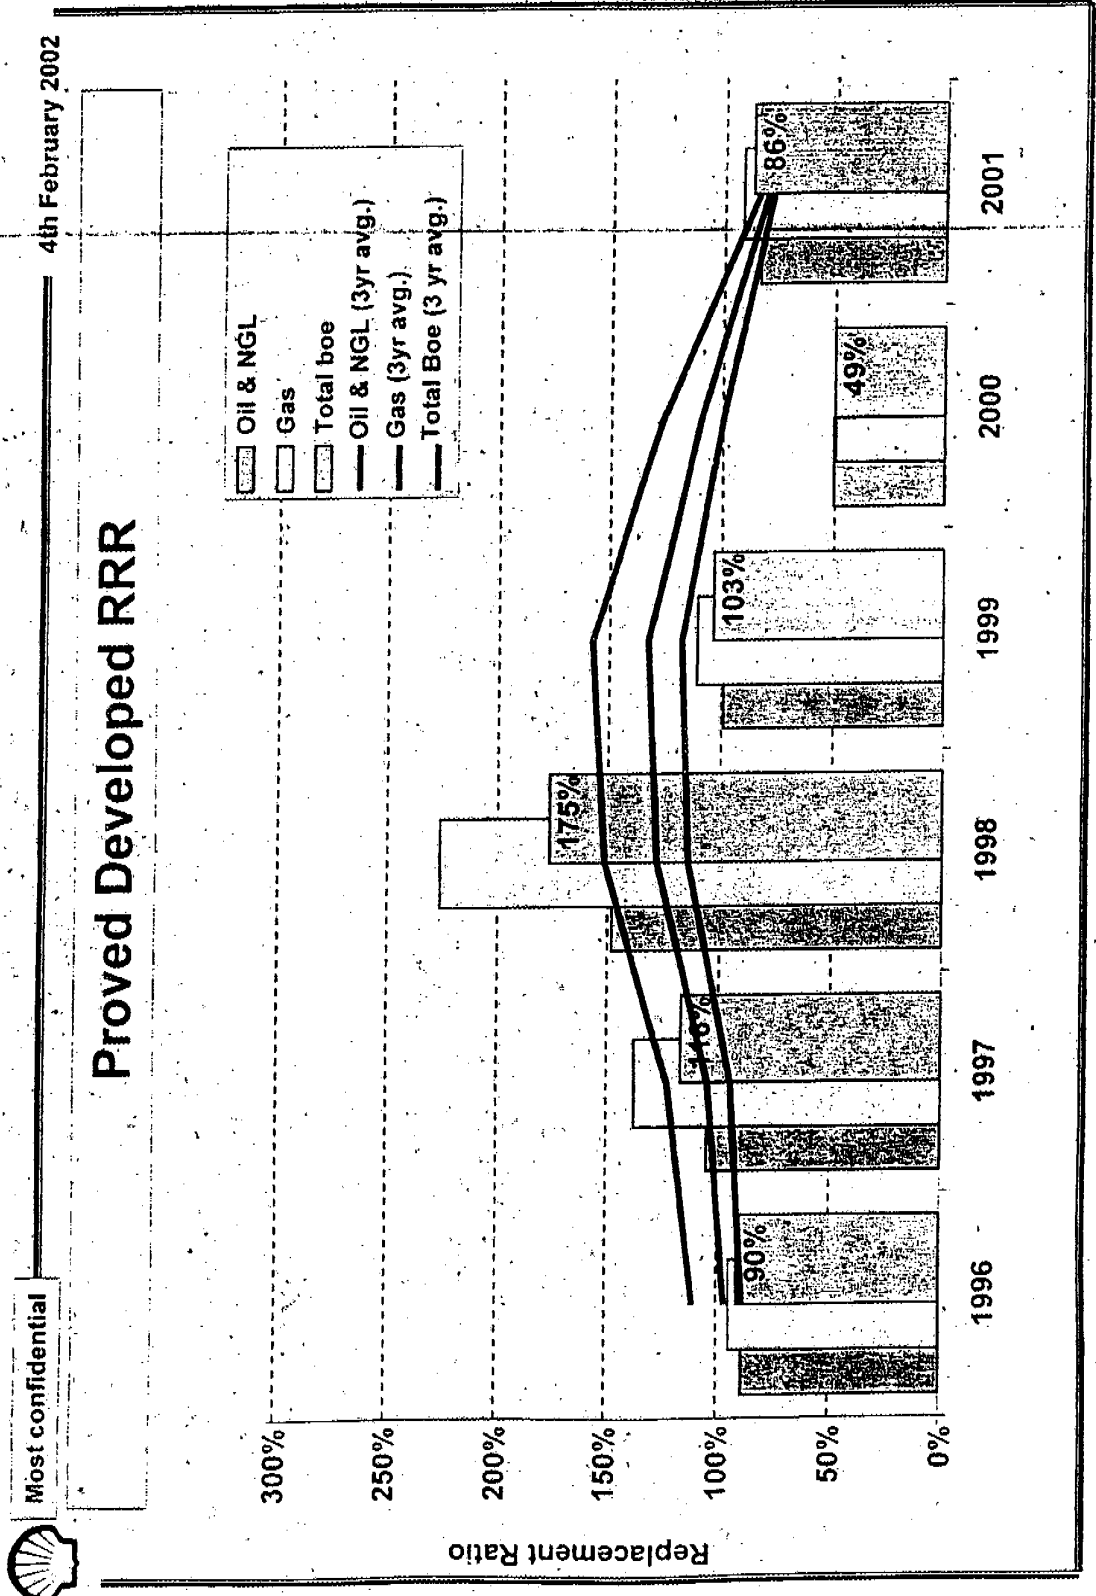 Most confidential
4th February 2002
Proved Developed RRR
Oil & NGL
Gas
Total boe
Oil & NGL (3yr avg.)
Gas (3yr avg.)
Total Boe (3 yr avg.)
Replacement Ratio
300%
250%
200%
150%
100%
50%
0%
90%
116%
175%
103%
49%
86%
1996
1997
1998
1999
2000
2001